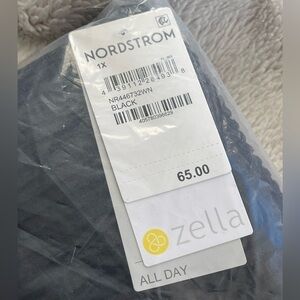 NORDSTROM
1X
NR446732WN
BLACK
65.00
zella
ALL DAY